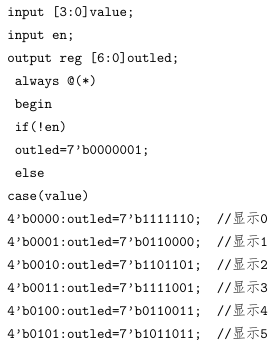 input [3:0]value;
input en;
output reg [6:0]outled;
always @(*)
begin
if(!en)
outled=7'b0000001;
else
case(value)
4'b0000:outled=7'b1111110; //显示0
4'b0001:outled=7'b0110000; //显示1
4'b0010:outled=7'b1101101; //显示2
4'b0011:outled=7'b1111001; //显示3
4'b0100:outled=7'b0110011; //显示4
4'b0101:outled=7'b1011011; //显示5